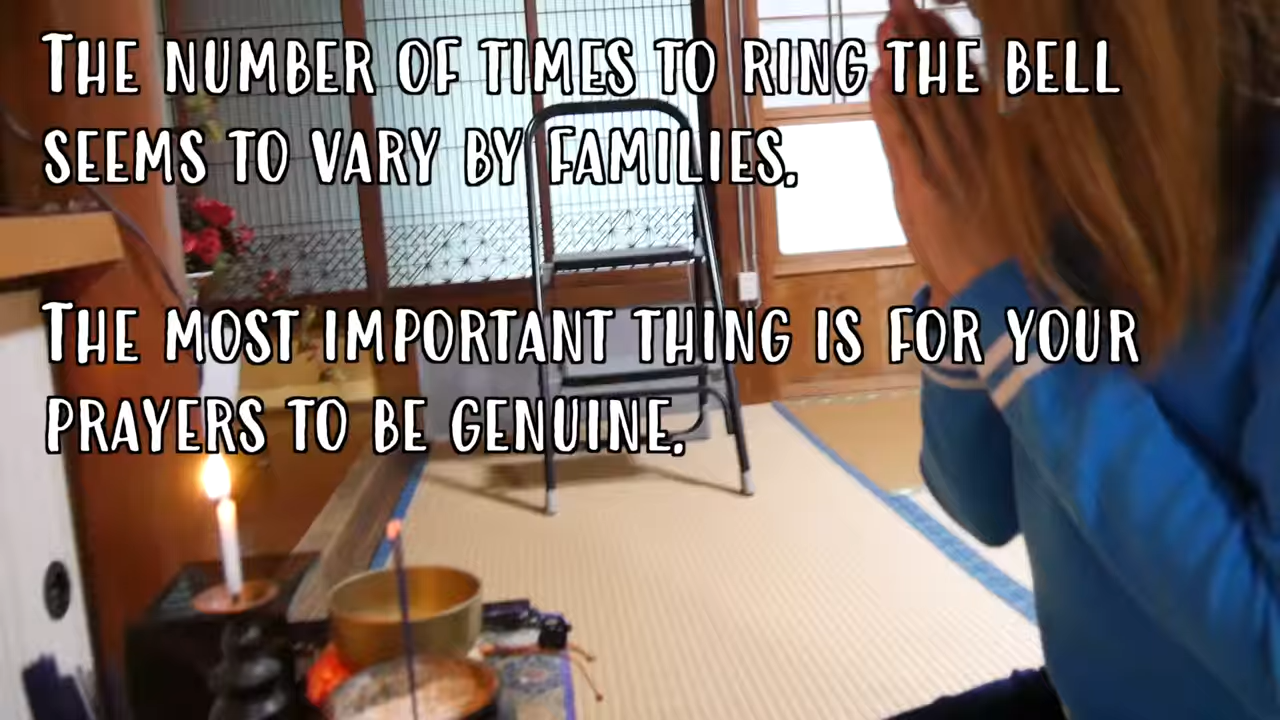 The number of times to ring the bell
seems to vary by families.
The most important thing is for your
prayers to be genuine.